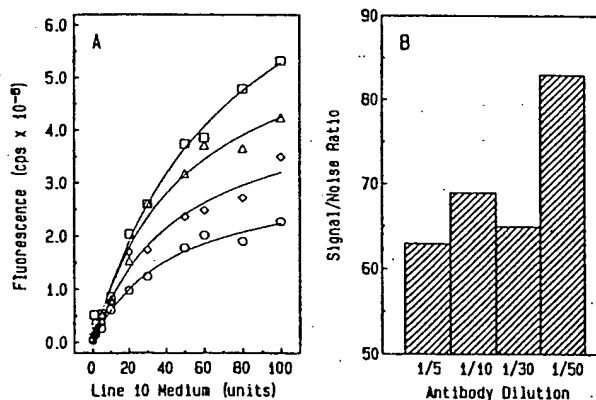 A
Fluorescence (cps x 10⁻⁶)
6.0
5.0
4.0
3.0
2.0
1.0
0.0
0 20 40 60 80 100
Line 10 Medium (units)
B
Signal/Noise Ratio
90
80
70
60
50
1/5 1/10 1/30 1/50
Antibody Dilution